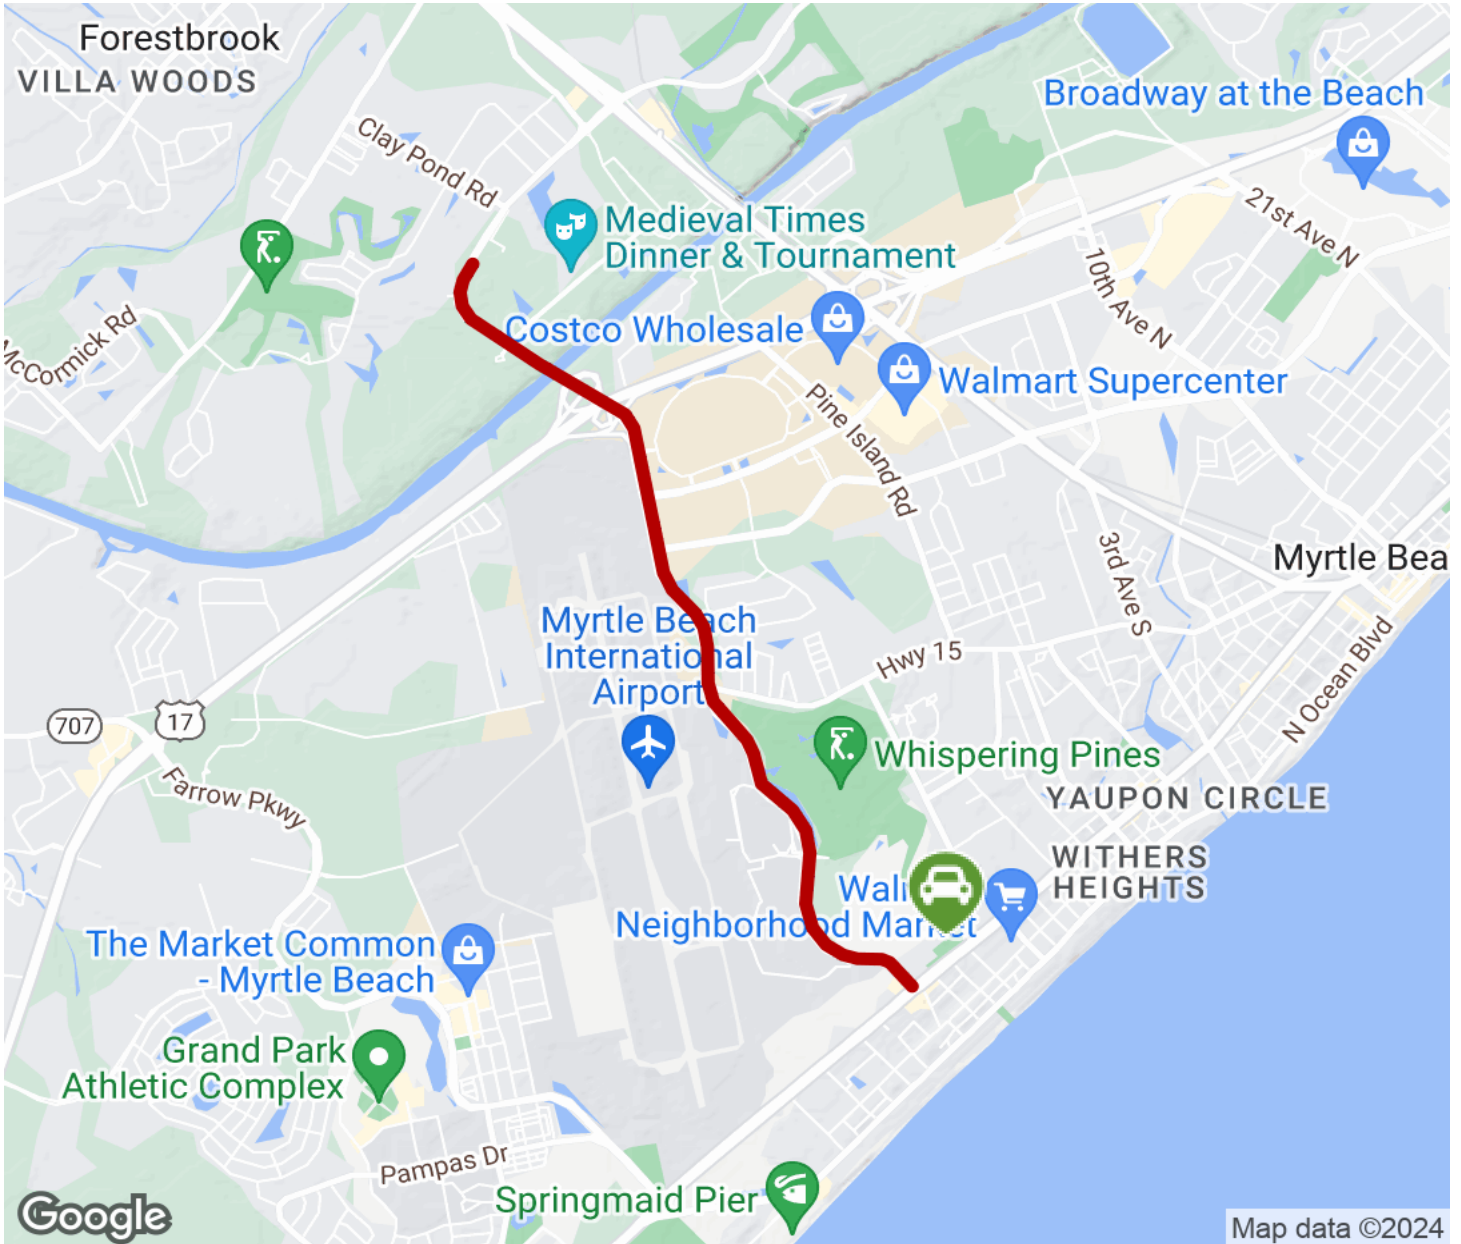 Forestbrook
VILLA WOODS
Broadway at the Beach
Clay Pond Rd
21st Ave N
Medieval Times
Dinner & Tournament
10th Ave N
McCormick Rd
Costco Wholesale
Walmart Supercenter
Pine Island Rd
3rd Ave S
Myrtle Bea
Myrtle Beach
International
Airport
Hwy 15
N Ocean Blvd
707
17
Whispering Pines
Farrow Pkwy
YAUPON CIRCLE
WITHERS
HEIGHTS
Neighborhood Market
The Market Common
- Myrtle Beach
Grand Park
Athletic Complex
Pampas Dr
Springmaid Pier
Google
Map data ©2024